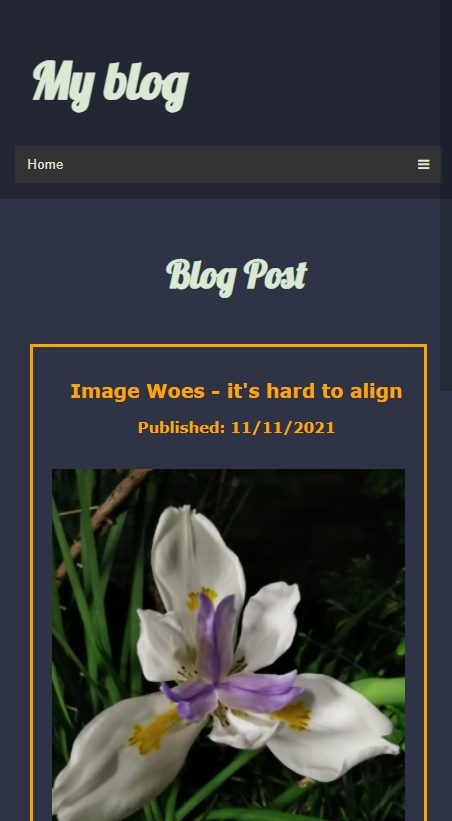 My blog
Home
Blog Post
Image Woes - it's hard to align
Published: 11/11/2021